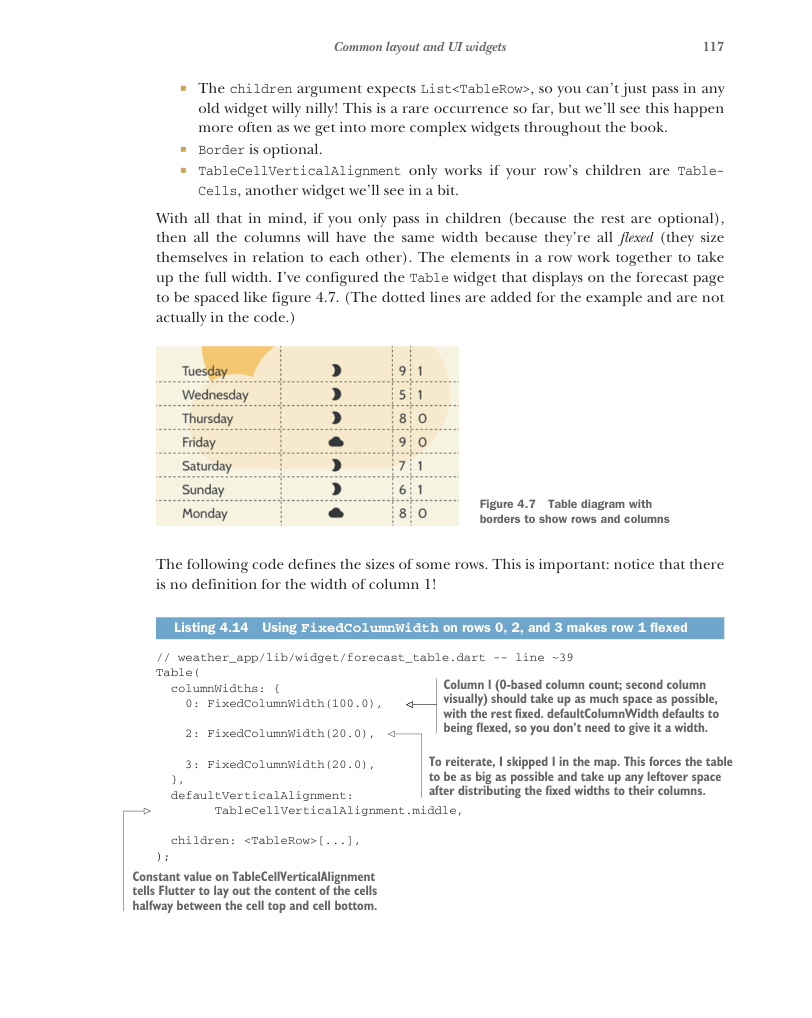 Common layout and UI widgets 117
■ The children argument expects List<TableRow>, so you can’t just pass in any
old widget willy nilly! This is a rare occurrence so far, but we’ll see this happen
more often as we get into more complex widgets throughout the book.
■ Border is optional.
■ TableCellVerticalAlignment only works if your row’s children are Table-
Cells, another widget we’ll see in a bit.
With all that in mind, if you only pass in children (because the rest are optional),
then all the columns will have the same width because they’re all flexed (they size
themselves in relation to each other). The elements in a row work together to take
up the full width. I’ve configured the Table widget that displays on the forecast page
to be spaced like figure 4.7. (The dotted lines are added for the example and are not
actually in the code.)
Tuesday 9 1
Wednesday 5 1
Thursday 8 0
Friday 9 0
Saturday 7 1
Sunday 6 1
Monday 8 0
Figure 4.7 Table diagram with
borders to show rows and columns
The following code defines the sizes of some rows. This is important: notice that there
is no definition for the width of column 1!
Listing 4.14 Using FixedColumnWidth on rows 0, 2, and 3 makes row 1 flexed
// weather_app/lib/widget/forecast_table.dart -- line ~39
Table(
columnWidths: {
0: FixedColumnWidth(100.0),
2: FixedColumnWidth(20.0),
3: FixedColumnWidth(20.0),
},
defaultVerticalAlignment:
TableCellVerticalAlignment.middle,
children: <TableRow>[...],
);
Column 1 (0-based column count; second column
visually) should take up as much space as possible,
with the rest fixed. defaultColumnWidth defaults to
being flexed, so you don’t need to give it a width.
To reiterate, I skipped 1 in the map. This forces the table
to be as big as possible and take up any leftover space
after distributing the fixed widths to their columns.
Constant value on TableCellVerticalAlignment
tells Flutter to lay out the content of the cells
halfway between the cell top and cell bottom.